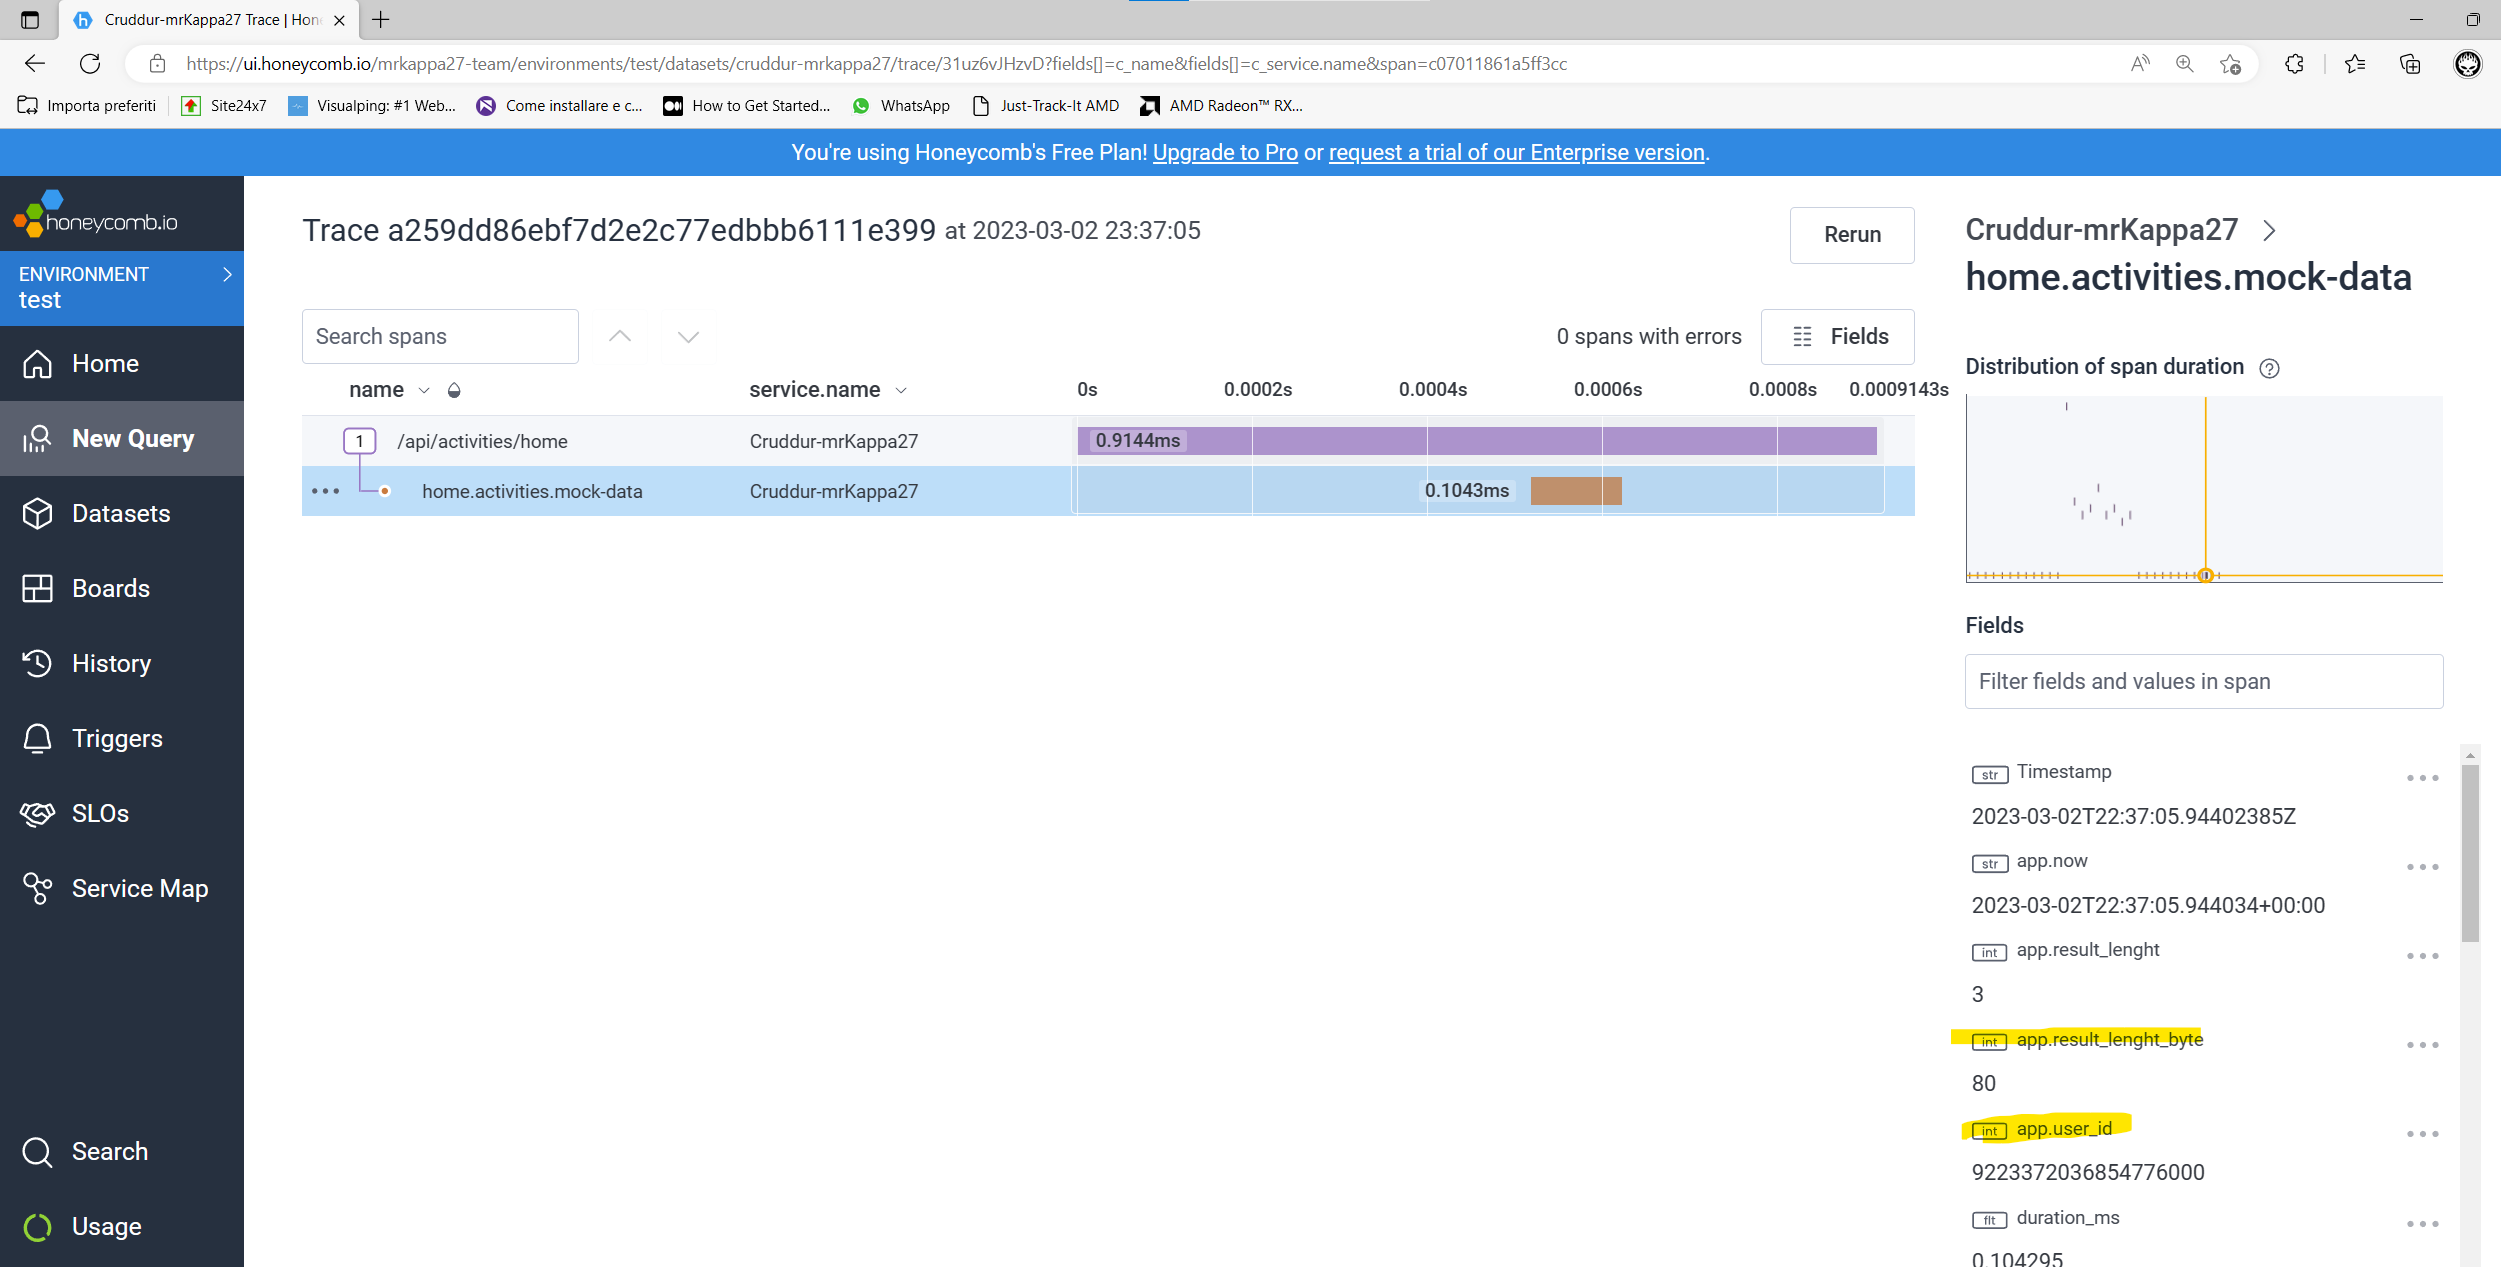 Cruddur-mrKappa27 Trace | Hon
https://ui.honeycomb.io/mrkappa27-team/environments/test/datasets/cruddur-mrkappa27/trace/31uz6vJHzvD?fields[]=c_name&fields[]=c_service.name&span=c07011861a5ff3cc
Importa preferiti Site24x7 Visualping: #1 Web... Come installare e c... How to Get Started... WhatsApp Just-Track-It AMD AMD Radeon™ RX...
You're using Honeycomb's Free Plan! Upgrade to Pro or request a trial of our Enterprise version.
honeycomb.io
ENVIRONMENT
test
Home
New Query
Datasets
Boards
History
Triggers
SLOs
Service Map
Search
Usage
Trace a259dd86ebf7d2e2c77edbbb6111e399 at 2023-03-02 23:37:05
Rerun
Search spans
0 spans with errors
Fields
name service.name 0s 0.0002s 0.0004s 0.0006s 0.0008s 0.0009143s
1 /api/activities/home Cruddur-mrKappa27 0.9144ms
home.activities.mock-data Cruddur-mrKappa27 0.1043ms
Cruddur-mrKappa27
home.activities.mock-data
Distribution of span duration
Fields
Filter fields and values in span
str Timestamp
2023-03-02T22:37:05.94402385Z
str app.now
2023-03-02T22:37:05.944034+00:00
int app.result_lenght
3
int app.result_lenght_byte
80
int app.user_id
9223372036854776000
flt duration_ms
0.104295